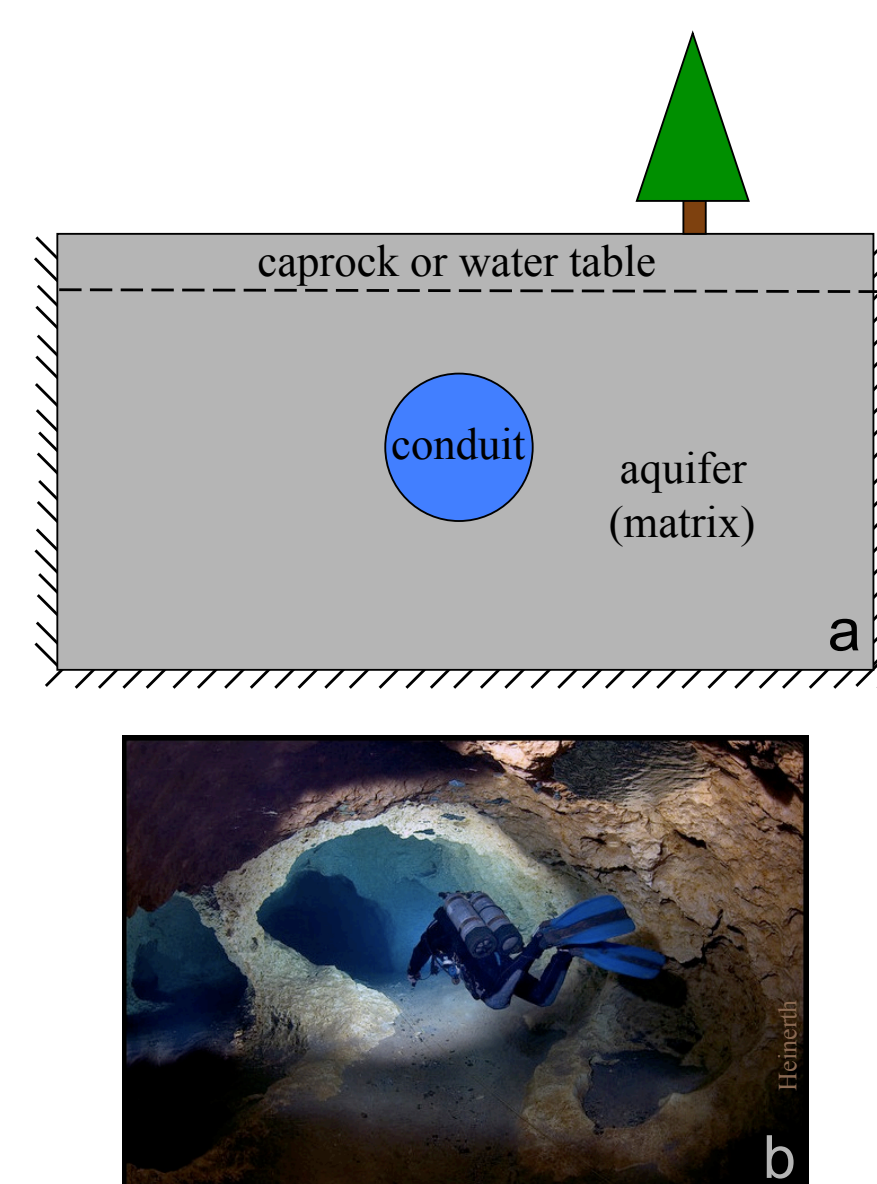 caprock or water table
conduit
aquifer
(matrix)
a
Heinerth
b